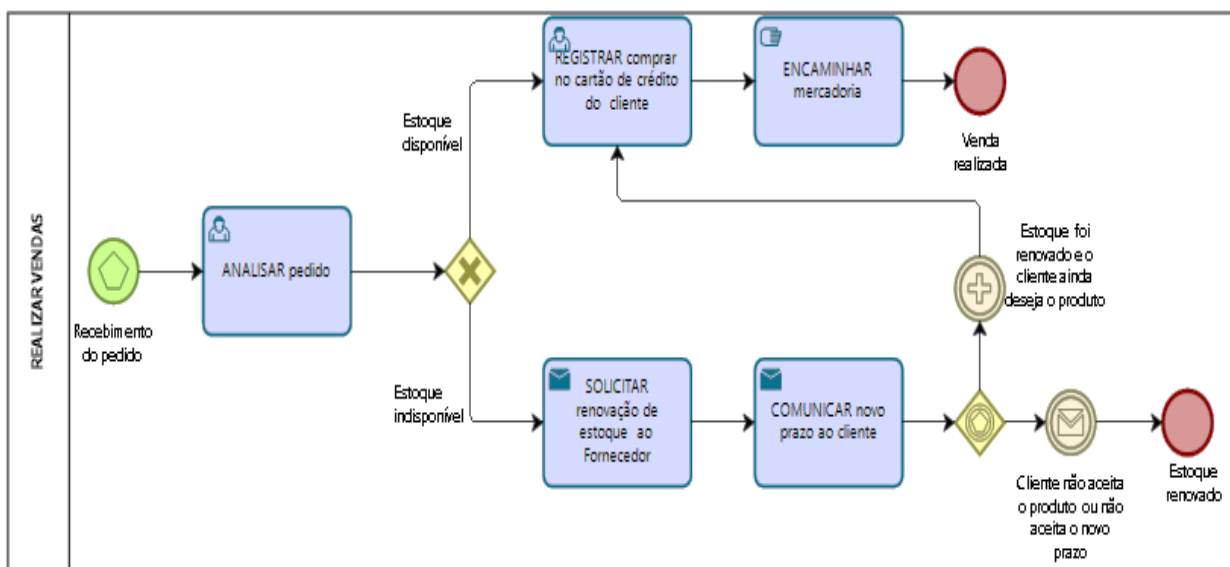 REALIZAR VENDAS
Recebimento
do pedido
ANALISAR pedido
Estoque
disponível
REGISTRAR comprar
no cartão de crédito
do cliente
ENCAMINHAR
mercadoria
Venda
realizada
Estoque
indisponível
SOLICITAR
renovação de
estoque ao
Fornecedor
COMUNICAR novo
prazo ao cliente
Estoque foi
renovado e o
cliente ainda
deseja o produto
Cliente não aceita
o produto ou não
aceita o novo
prazo
Estoque
renovado